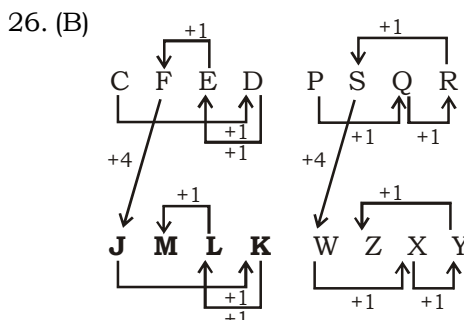 26. (B)
+1 +1
C F E D P S Q R
+1 +1 +1
+1
+4 +4
+1 +1
J M L K W Z X Y
+1 +1 +1
+1